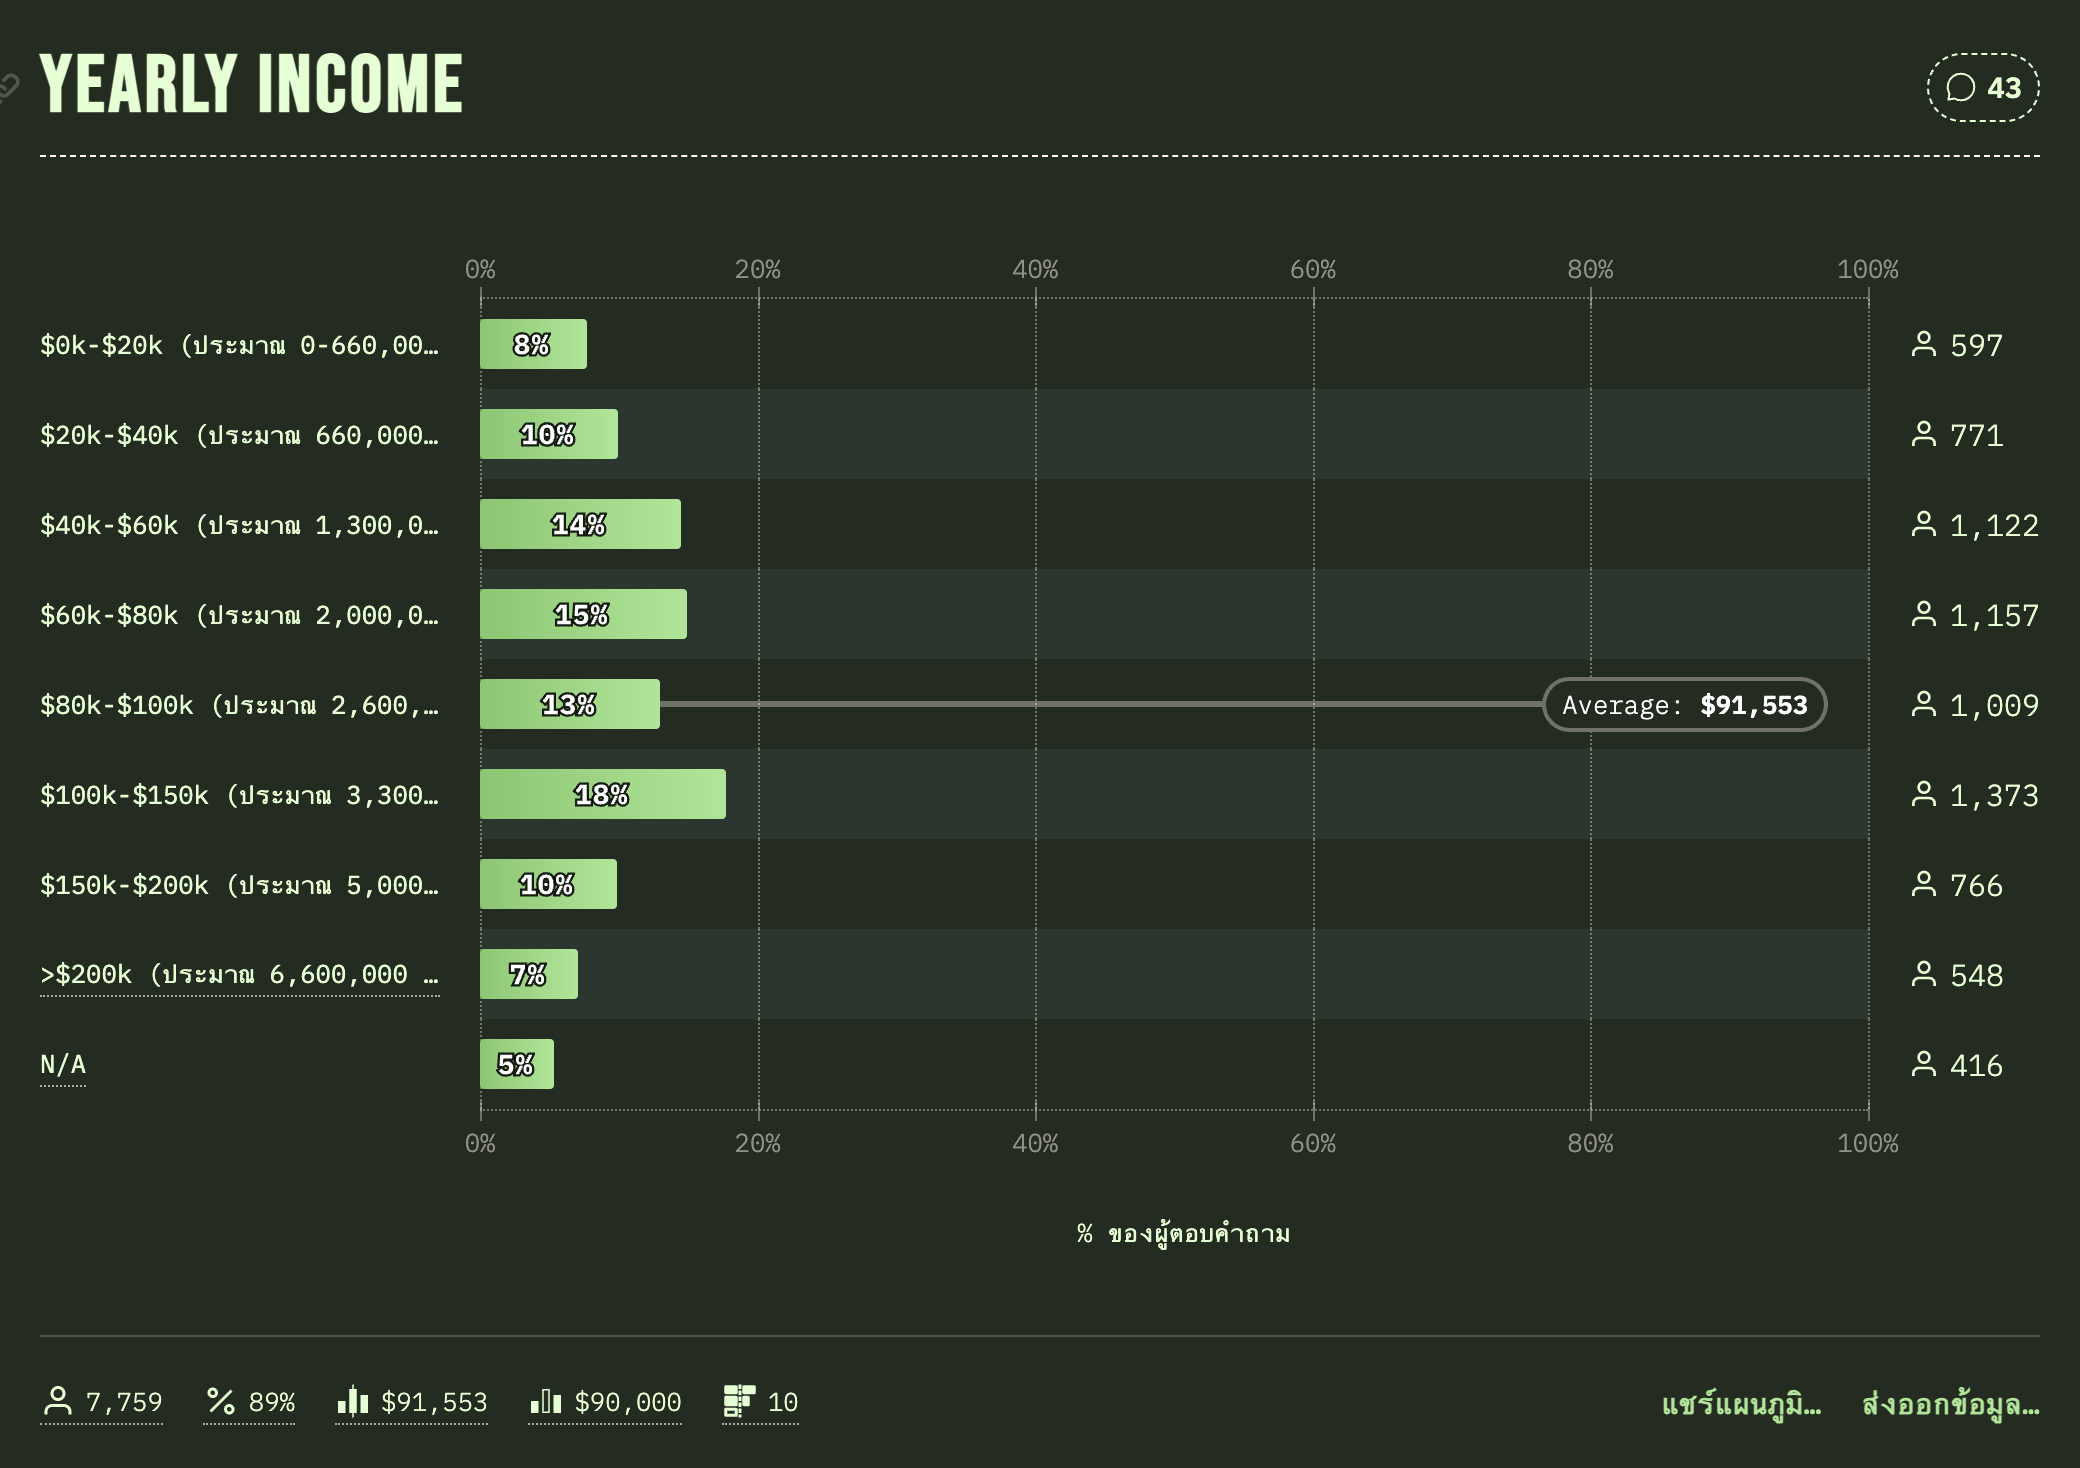 YEARLY INCOME
43
0% 20% 40% 60% 80% 100%
$0k-$20k (ประมาณ 0-660,00… 8% 597
$20k-$40k (ประมาณ 660,000… 10% 771
$40k-$60k (ประมาณ 1,300,0… 14% 1,122
$60k-$80k (ประมาณ 2,000,0… 15% 1,157
$80k-$100k (ประมาณ 2,600,… 13% Average: $91,553 1,009
$100k-$150k (ประมาณ 3,300… 18% 1,373
$150k-$200k (ประมาณ 5,000… 10% 766
>$200k (ประมาณ 6,600,000 … 7% 548
N/A 5% 416
0% 20% 40% 60% 80% 100%
% ของผู้ตอบคำถาม
7,759 89% $91,553 $90,000 10 แชร์แผนภูมิ… ส่งออกข้อมูล…